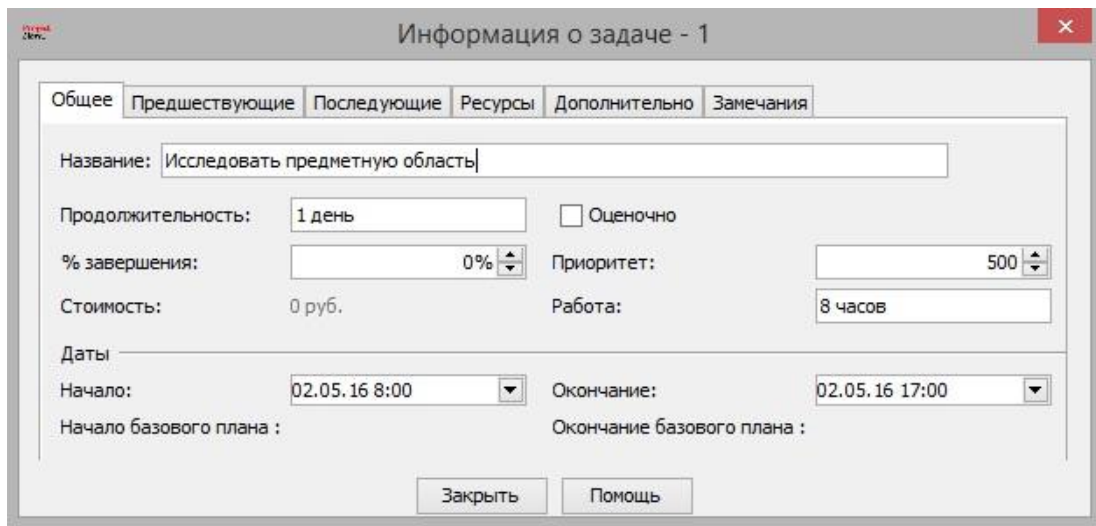 Информация о задаче - 1
Общее Предшествующие Последующие Ресурсы Дополнительно Замечания
Название: Исследовать предметную область
Продолжительность: 1 день Оценочно
% завершения: 0% Приоритет: 500
Стоимость: 0 руб. Работа: 8 часов
Даты
Начало: 02.05.16 8:00 Окончание: 02.05.16 17:00
Начало базового плана : Окончание базового плана :
Закрыть Помощь